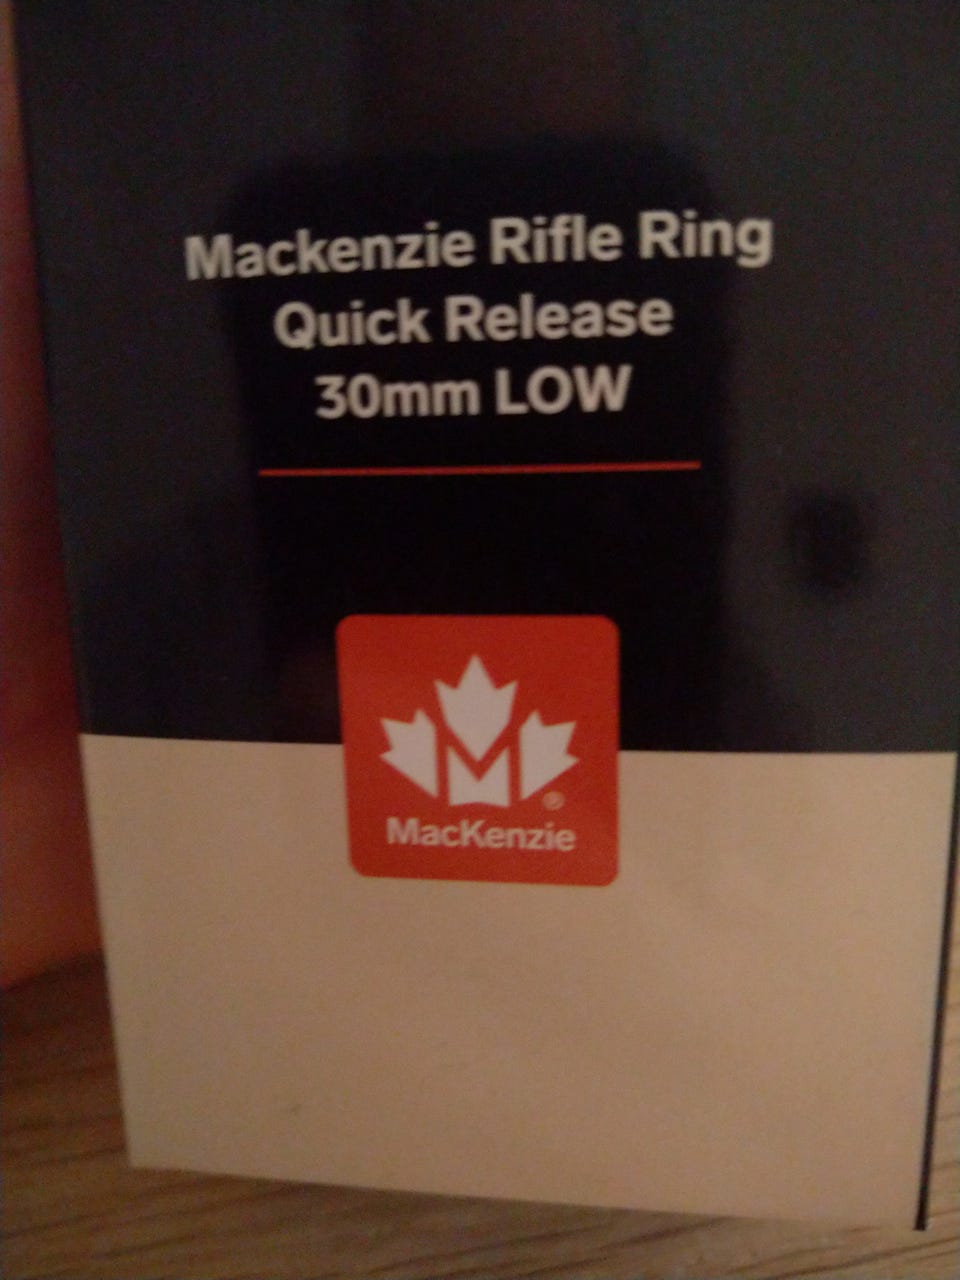 Mackenzie Rifle Ring
Quick Release
30mm LOW
M
®
MacKenzie